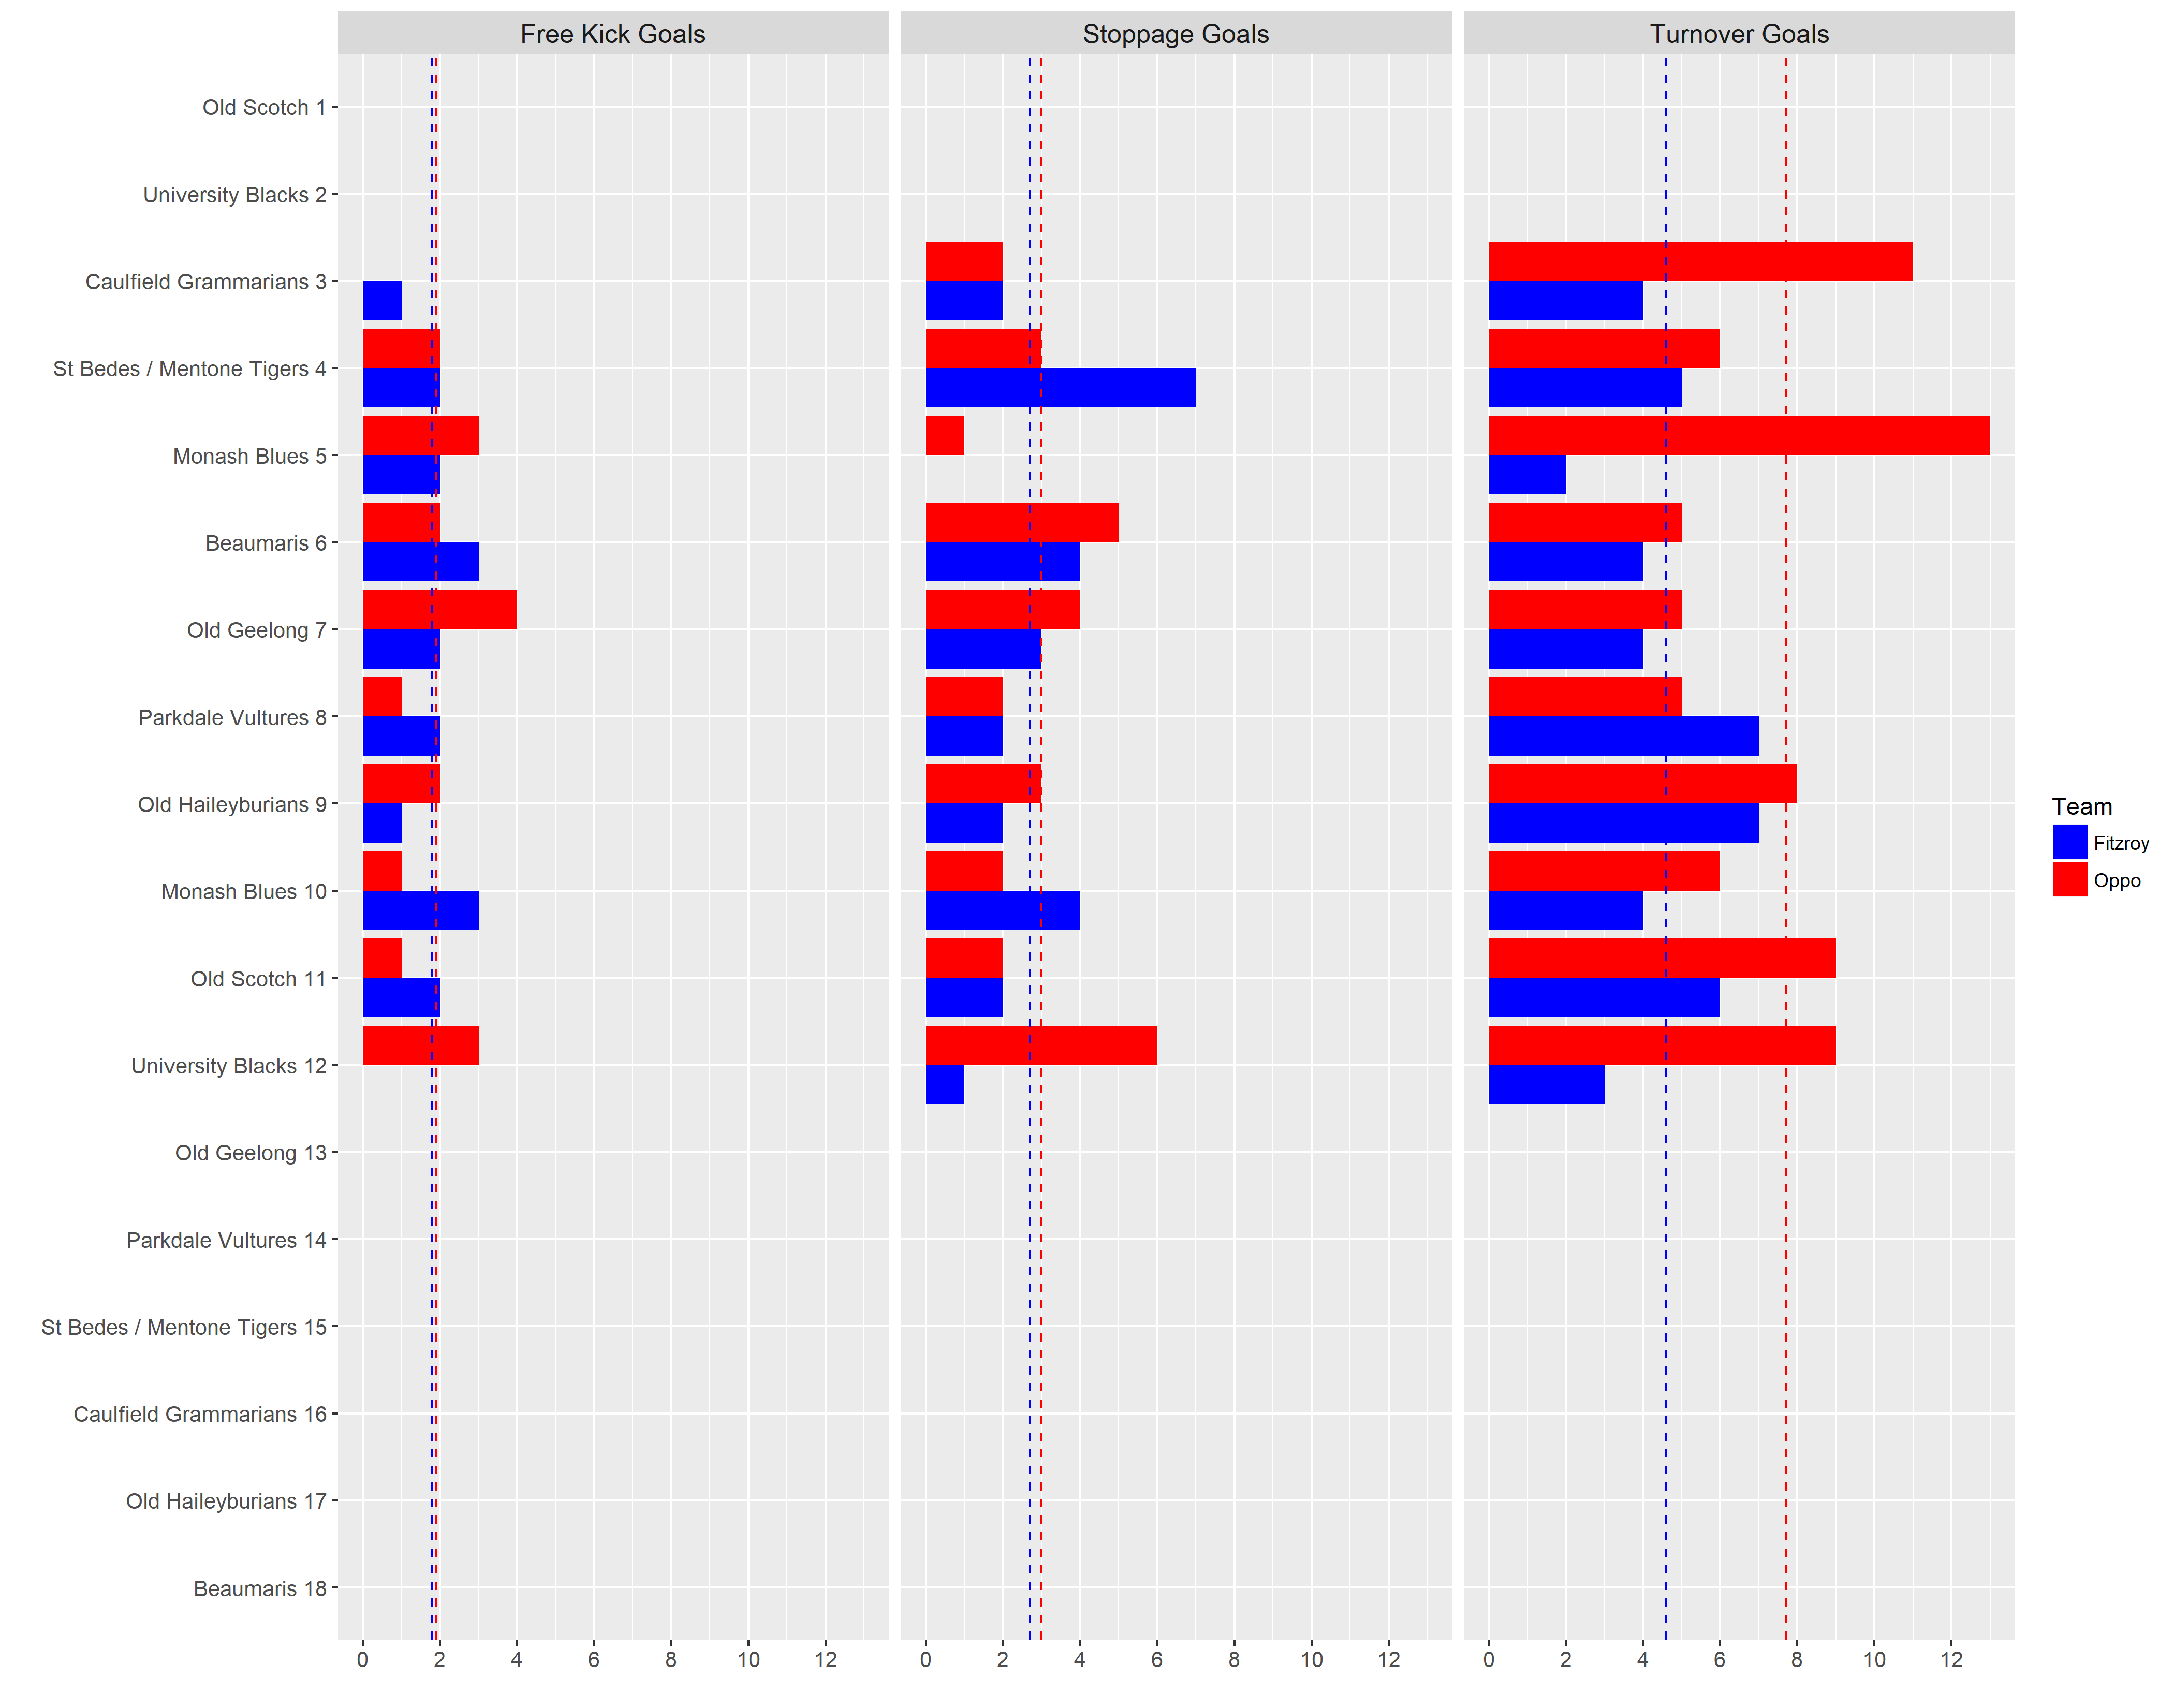 Free Kick Goals Stoppage Goals Turnover Goals
Old Scotch 1
University Blacks 2
Caulfield Grammarians 3
St Bedes / Mentone Tigers 4
Monash Blues 5
Beaumaris 6
Old Geelong 7
Parkdale Vultures 8
Old Haileyburians 9
Monash Blues 10
Old Scotch 11
University Blacks 12
Old Geelong 13
Parkdale Vultures 14
St Bedes / Mentone Tigers 15
Caulfield Grammarians 16
Old Haileyburians 17
Beaumaris 18
0 2 4 6 8 10 12 0 2 4 6 8 10 12 0 2 4 6 8 10 12
Team
Fitzroy
Oppo